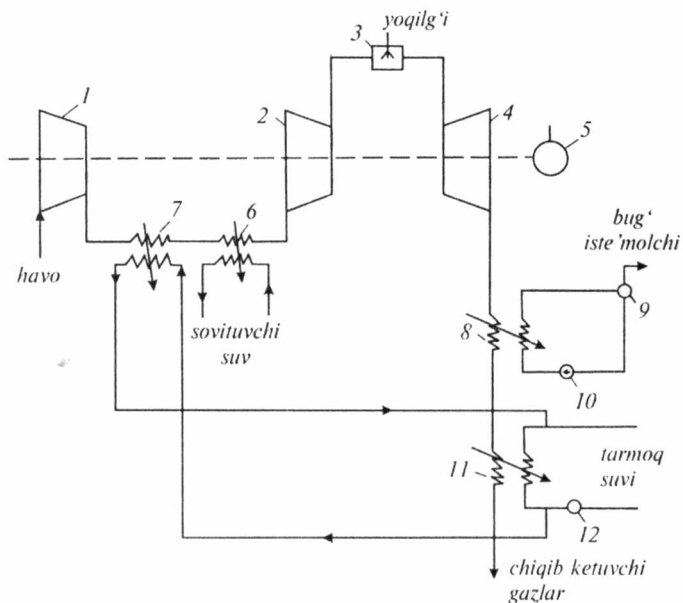 yoqilg‘i
3
1
2
4
5
7
6
havo
sovituvchi
suv
bug‘
iste’molchi
9
8
10
11
tarmoq
suvi
12
chiqib ketuvchi
gazlar